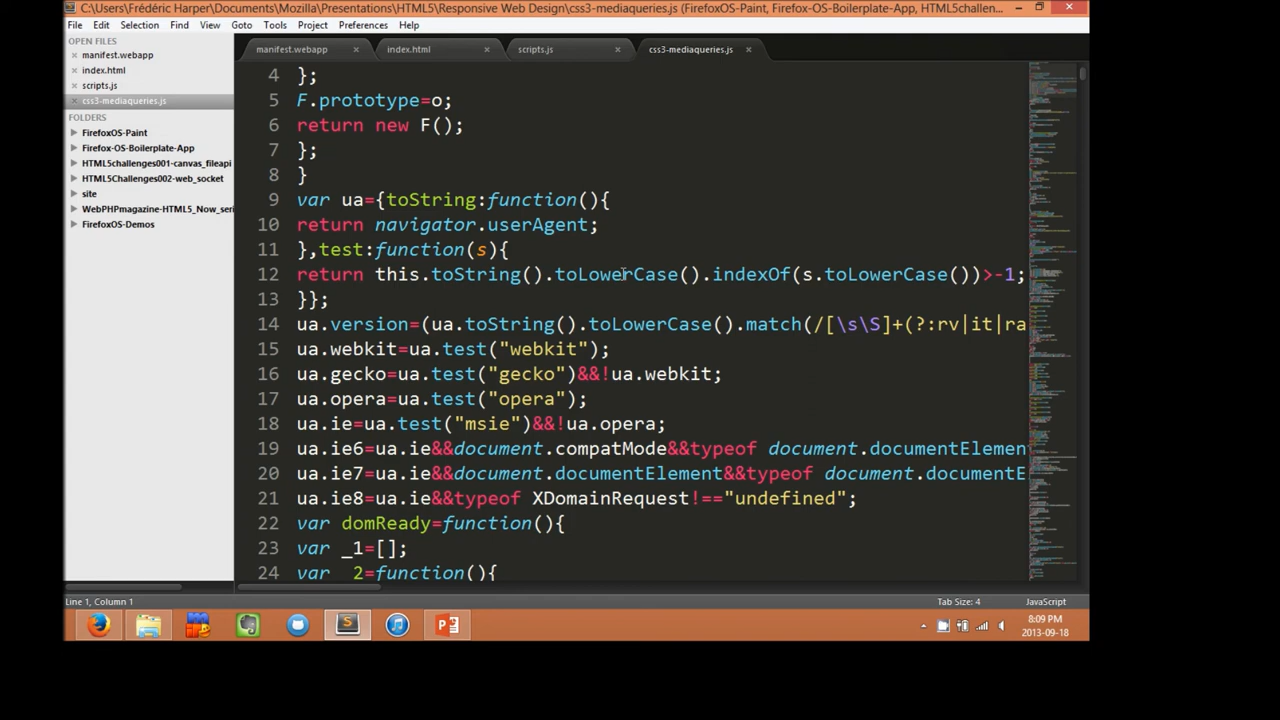 C:\Users\Frédéric Harper\Documents\Mozilla\Presentations\HTML5\Responsive Web Design\css3-mediaqueries.js (FirefoxOS-Paint, Firefox-OS-Boilerplate-App, HTML5challen...
File Edit Selection Find View Goto Tools Project Preferences Help
OPEN FILES
manifest.webapp
index.html
scripts.js
css3-mediaqueries.js
FOLDERS
FirefoxOS-Paint
Firefox-OS-Boilerplate-App
HTML5challenges001-canvas_fileapi
HTML5Challenges002-web_socket
site
WebPHPmagazine-HTML5_Now_seri
FirefoxOS-Demos
manifest.webapp index.html scripts.js css3-mediaqueries.js
4 };
5 F.prototype=o;
6 return new F();
7 };
8 }
9 var ua={toString:function(){
10 return navigator.userAgent;
11 },test:function(s){
12 return this.toString().toLowerCase().indexOf(s.toLowerCase())>-1;
13 }};
14 ua.version=(ua.toString().toLowerCase().match(/[\s\S]+(?:rv|it|ra
15 ua.webkit=ua.test("webkit");
16 ua.gecko=ua.test("gecko")&&!ua.webkit;
17 ua.opera=ua.test("opera");
18 ua.ie=ua.test("msie")&&!ua.opera;
19 ua.ie6=ua.ie&&document.compatMode&&typeof document.documentElemen
20 ua.ie7=ua.ie&&document.documentElement&&typeof document.documentE
21 ua.ie8=ua.ie&&typeof XDomainRequest!=="undefined";
22 var domReady=function(){
23 var _1=[];
24 var _2=function(){
Line 1, Column 1 Tab Size: 4 JavaScript
8:09 PM
2013-09-18